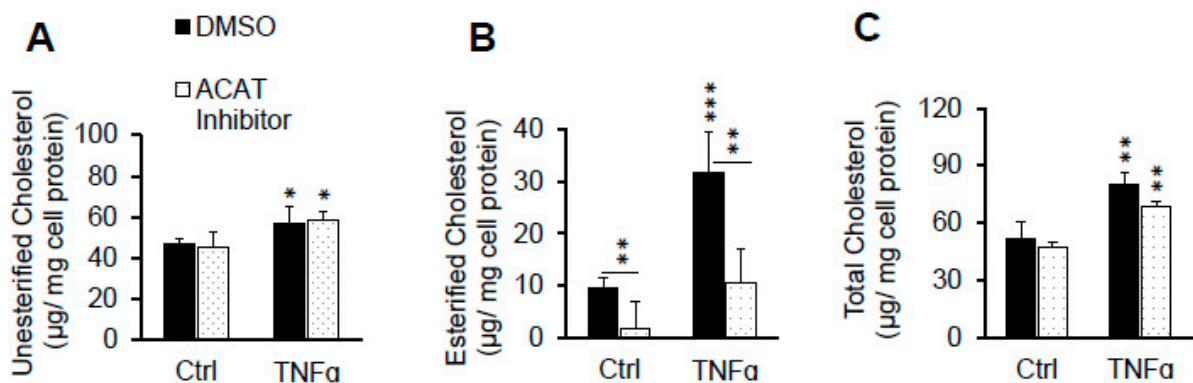 A
DMSO
ACAT
Inhibitor
Unesterified Cholesterol
(µg/ mg cell protein)
100
80
60
40
20
0
*
*
Ctrl
TNFα
B
Esterified Cholesterol
(µg/ mg cell protein)
40
30
20
10
0
**
***
**
Ctrl
TNFα
C
Total Cholesterol
(µg/ mg cell protein)
120
90
60
30
0
**
**
Ctrl
TNFα